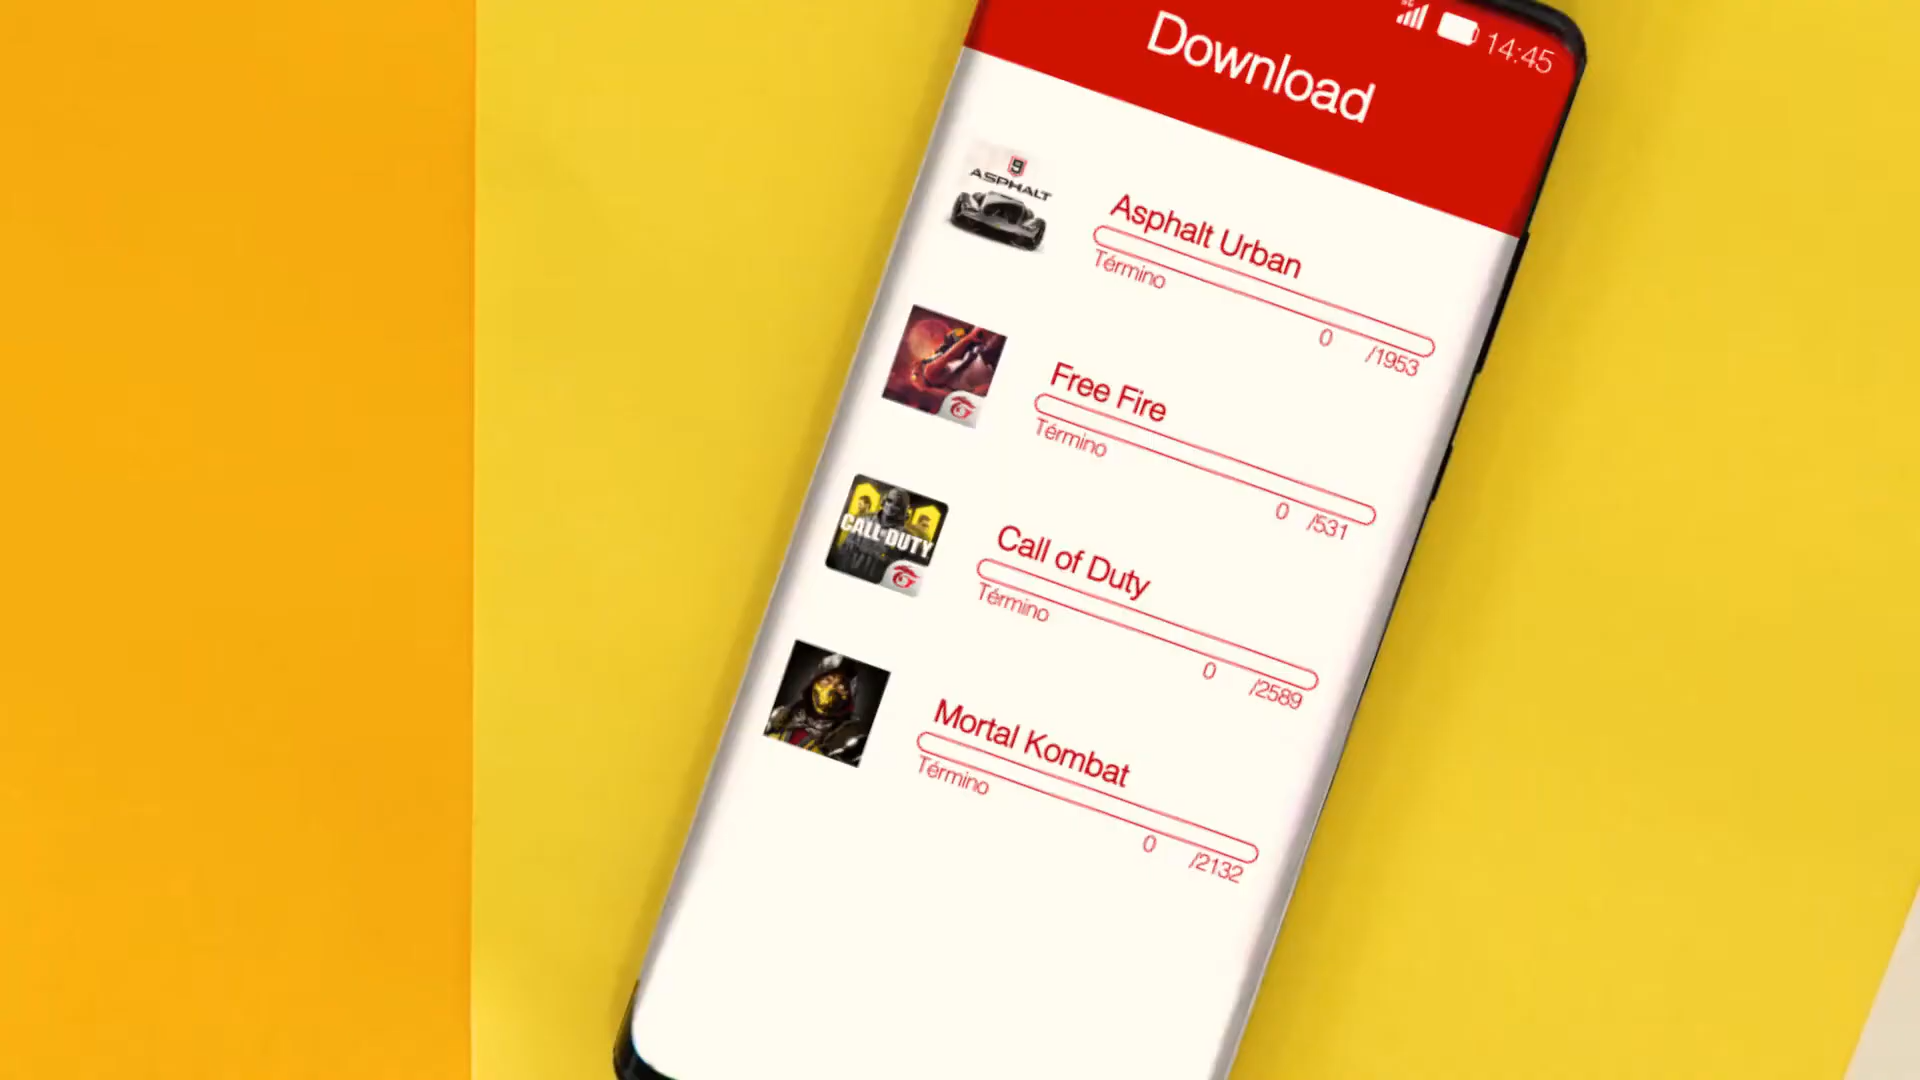 14:45
Download
ASPHALT
Asphalt Urban
Término
0 /1953
Free Fire
Término
0 /531
CALL OF DUTY
Call of Duty
Término
0 /2589
Mortal Kombat
Término
0 /2132